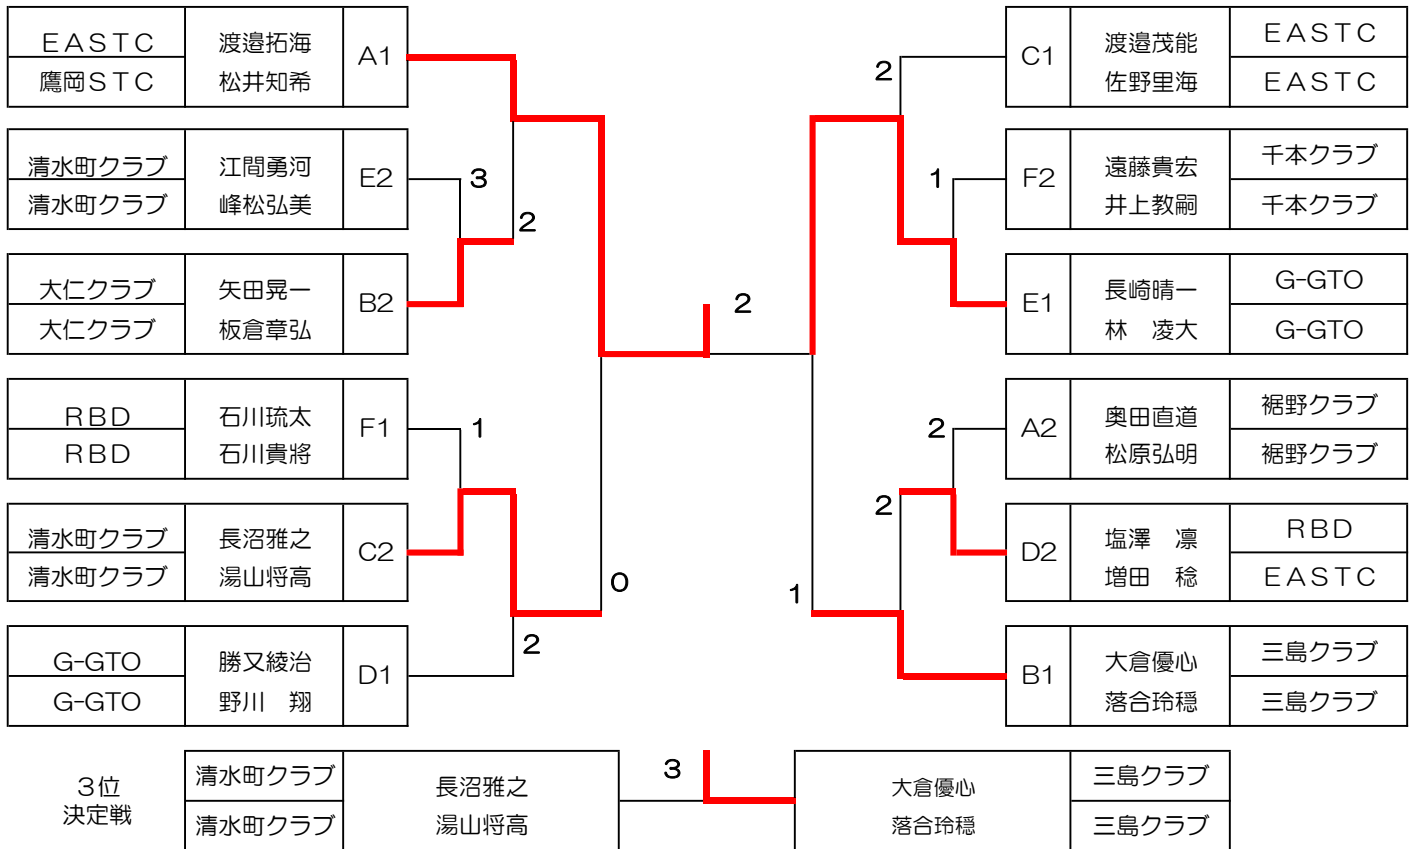 EASTC 渡邉拓海 A1
鷹岡STC 松井知希
清水町クラブ 江間勇河 E2 3
清水町クラブ 峰松弘美
2
大仁クラブ 矢田晃一 B2
大仁クラブ 板倉章弘
RBD 石川琉太 F1 1
RBD 石川貴將
清水町クラブ 長沼雅之 C2
清水町クラブ 湯山将高
0
2
G-GTO 勝又綾治 D1
G-GTO 野川 翔
2
2 C1 渡邉茂能 EASTC
佐野里海 EASTC
1 F2 遠藤貴宏 千本クラブ
井上教嗣 千本クラブ
E1 長崎晴一 G-GTO
林 凌大 G-GTO
2 A2 奥田直道 裾野クラブ
松原弘明 裾野クラブ
2
D2 塩澤 凛 RBD
増田 稔 EASTC
1
B1 大倉優心 三島クラブ
落合玲穏 三島クラブ
3位
決定戦
清水町クラブ 長沼雅之 3 大倉優心 三島クラブ
清水町クラブ 湯山将高 落合玲穏 三島クラブ